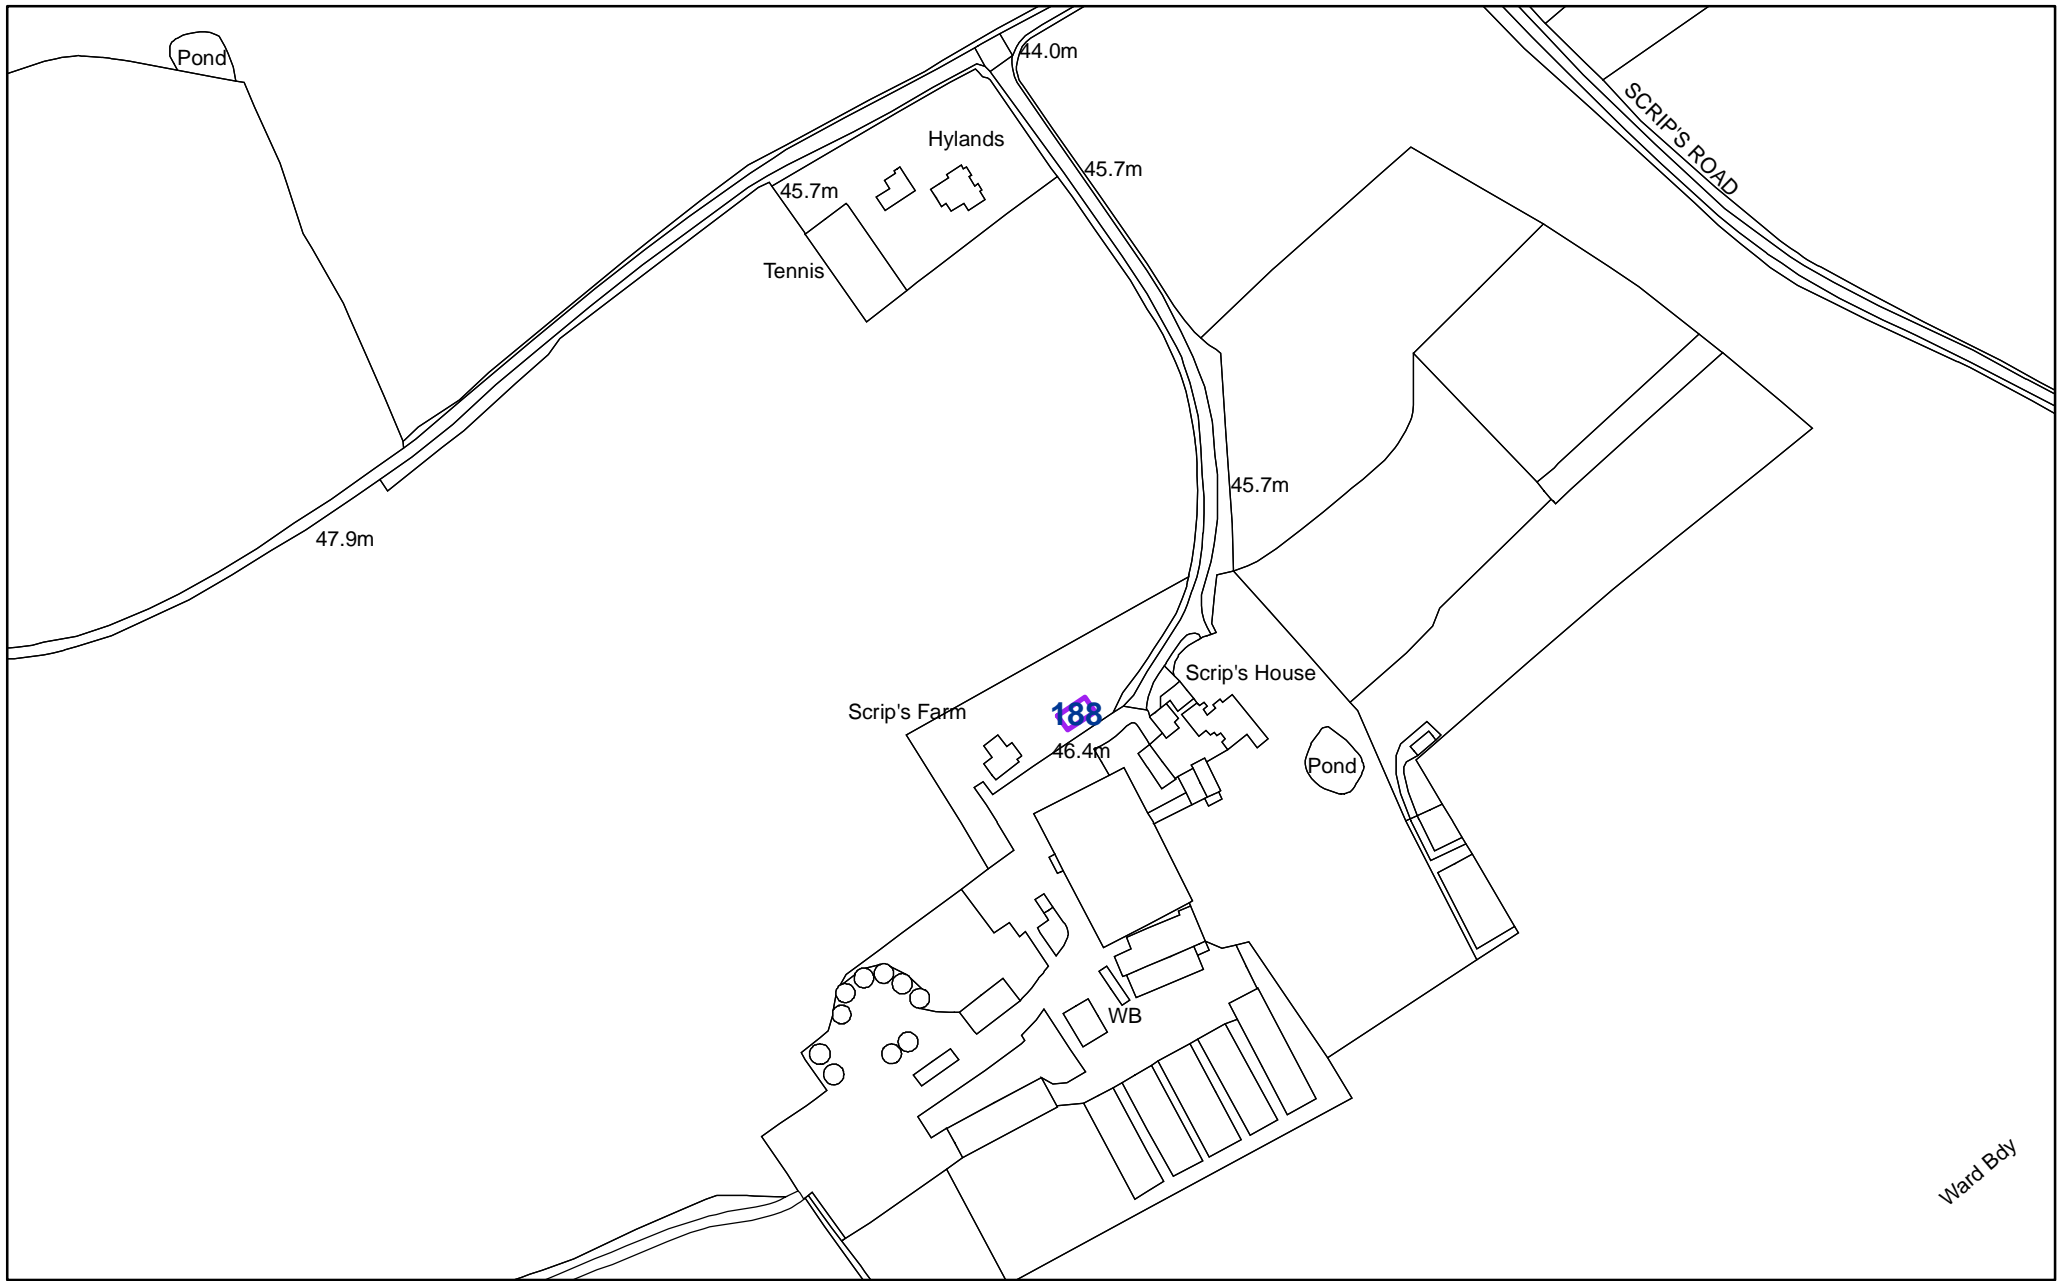 Pond
44.0m
SCRIP'S ROAD
Hylands
45.7m
45.7m
Tennis
45.7m
47.9m
Scrip's House
Scrip's Farm
188
46.4m
Pond
WB
Ward Bdy